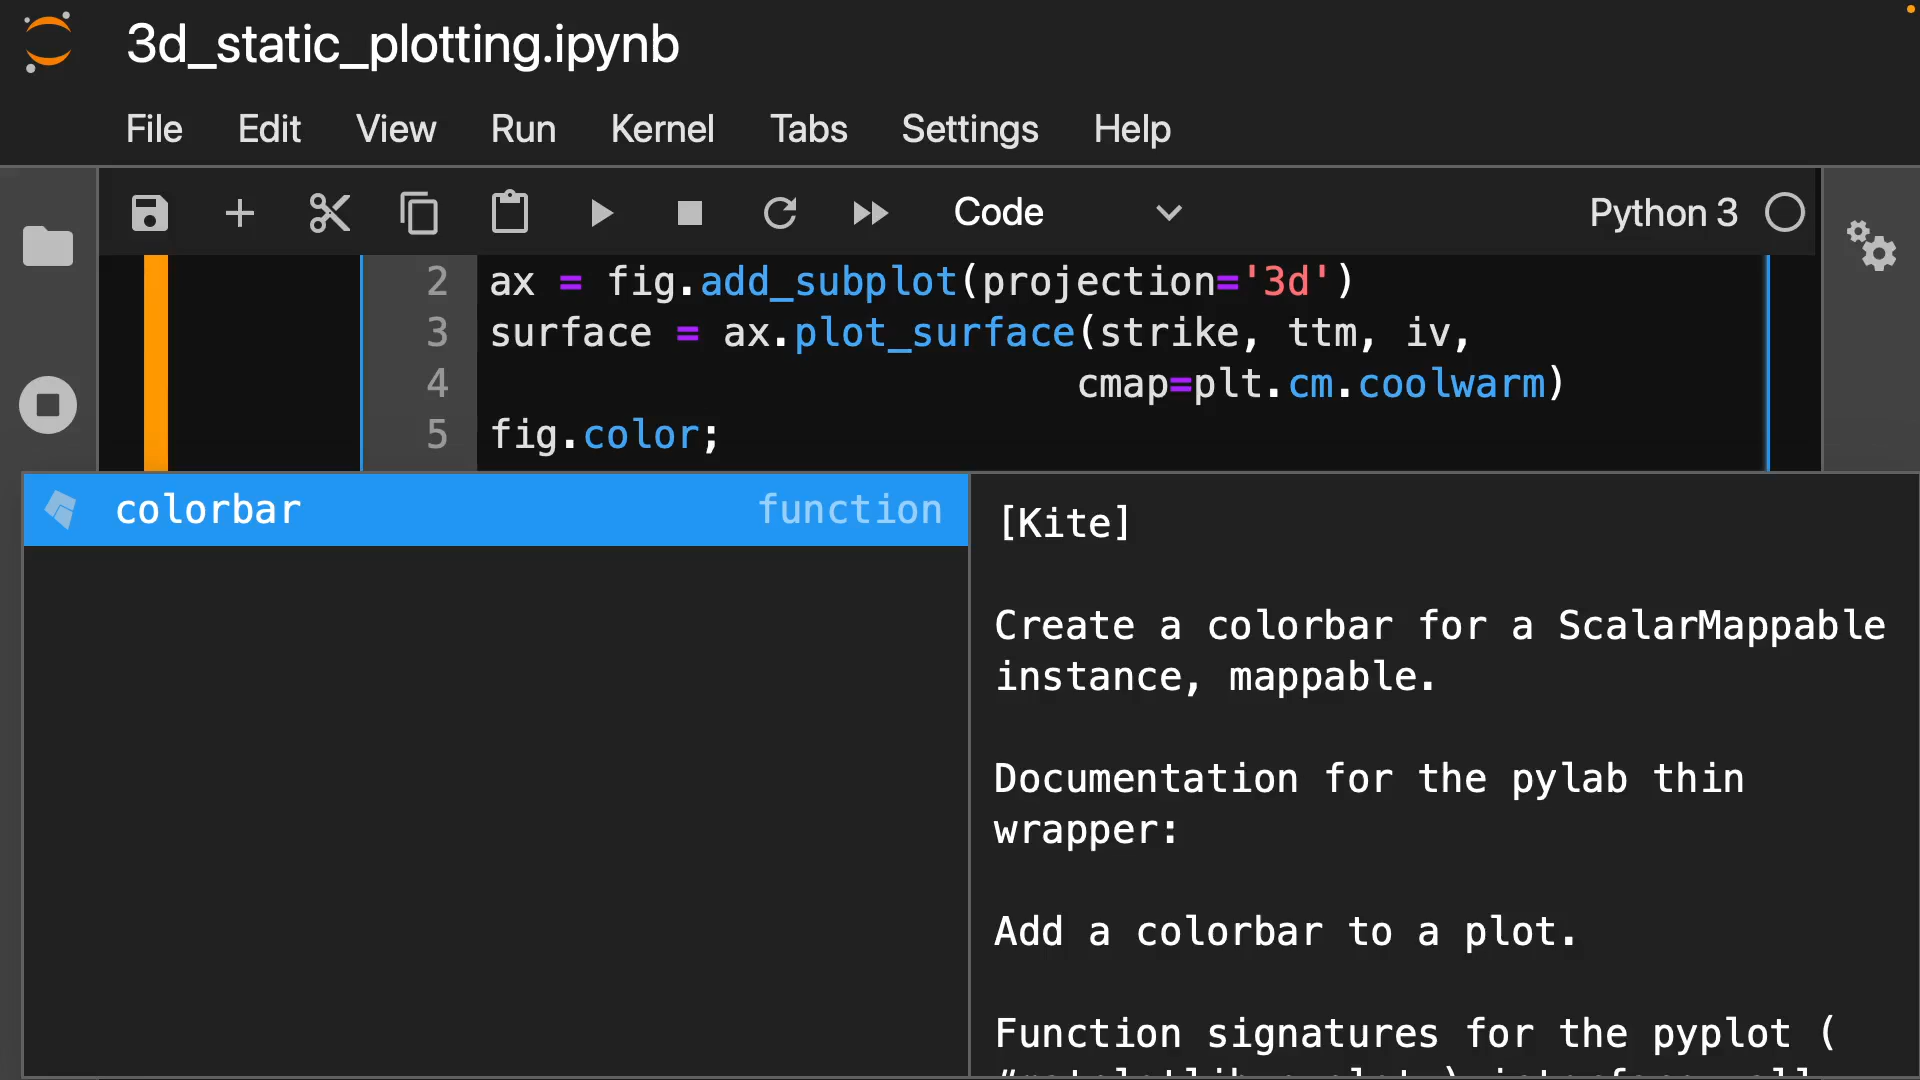 3d_static_plotting.ipynb
File Edit View Run Kernel Tabs Settings Help
Code Python 3
2 ax = fig.add_subplot(projection='3d')
3 surface = ax.plot_surface(strike, ttm, iv,
4 cmap=plt.cm.coolwarm)
5 fig.color;
colorbar function
[Kite]
Create a colorbar for a ScalarMappable
instance, mappable.
Documentation for the pylab thin
wrapper:
Add a colorbar to a plot.
Function signatures for the pyplot (